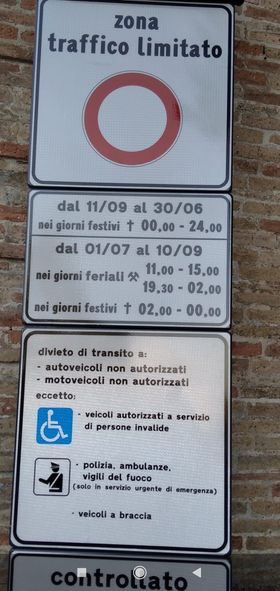 zona
traffico limitato
dal 11/09 al 30/06
nei giorni festivi ✝ 00,00 - 24,00
dal 01/07 al 10/09
nei giorni feriali ⚒ 11,00 - 15,00
19,30 - 02,00
nei giorni festivi ✝ 02,00 - 00,00
divieto di transito a:
- autoveicoli non autorizzati
- motoveicoli non autorizzati
eccetto:
- veicoli autorizzati a servizio
di persone invalide
- polizia, ambulanze,
vigili del fuoco
(solo in servizio urgente di emergenza)
- veicoli a braccia
controllato